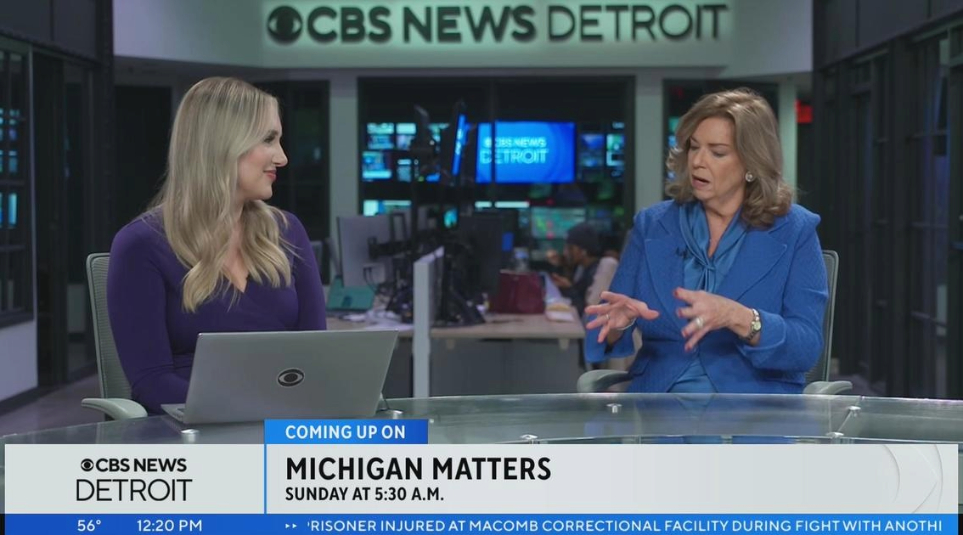 CBS NEWS DETROIT
CBS NEWS
DETROIT
COMING UP ON
MICHIGAN MATTERS
SUNDAY AT 5:30 A.M.
CBS NEWS
DETROIT
56° 12:20 PM
'RISONER INJURED AT MACOMB CORRECTIONAL FACILITY DURING FIGHT WITH ANOTHI